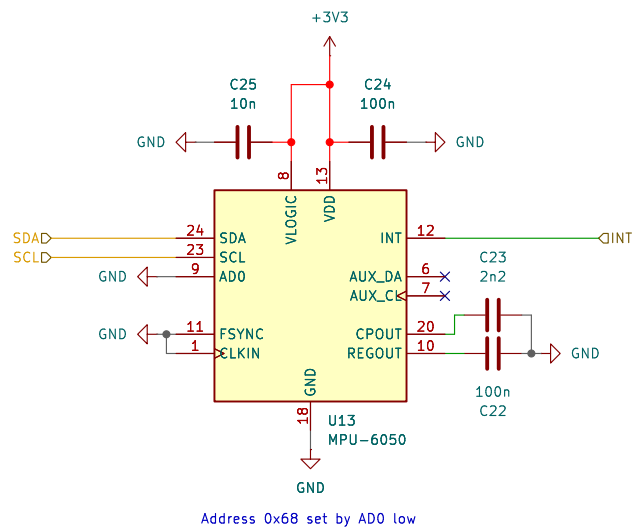 +3V3
C25
10n
C24
100n
GND
GND
8
13
VLOGIC
VDD
SDA
24
SDA
INT
12
INT
SCL
23
SCL
GND
9
AD0
AUX_DA
6
AUX_CL
7
C23
2n2
GND
11
FSYNC
CPOUT
20
1
CLKIN
REGOUT
10
GND
GND
18
100n
C22
U13
MPU-6050
GND
Address 0x68 set by AD0 low